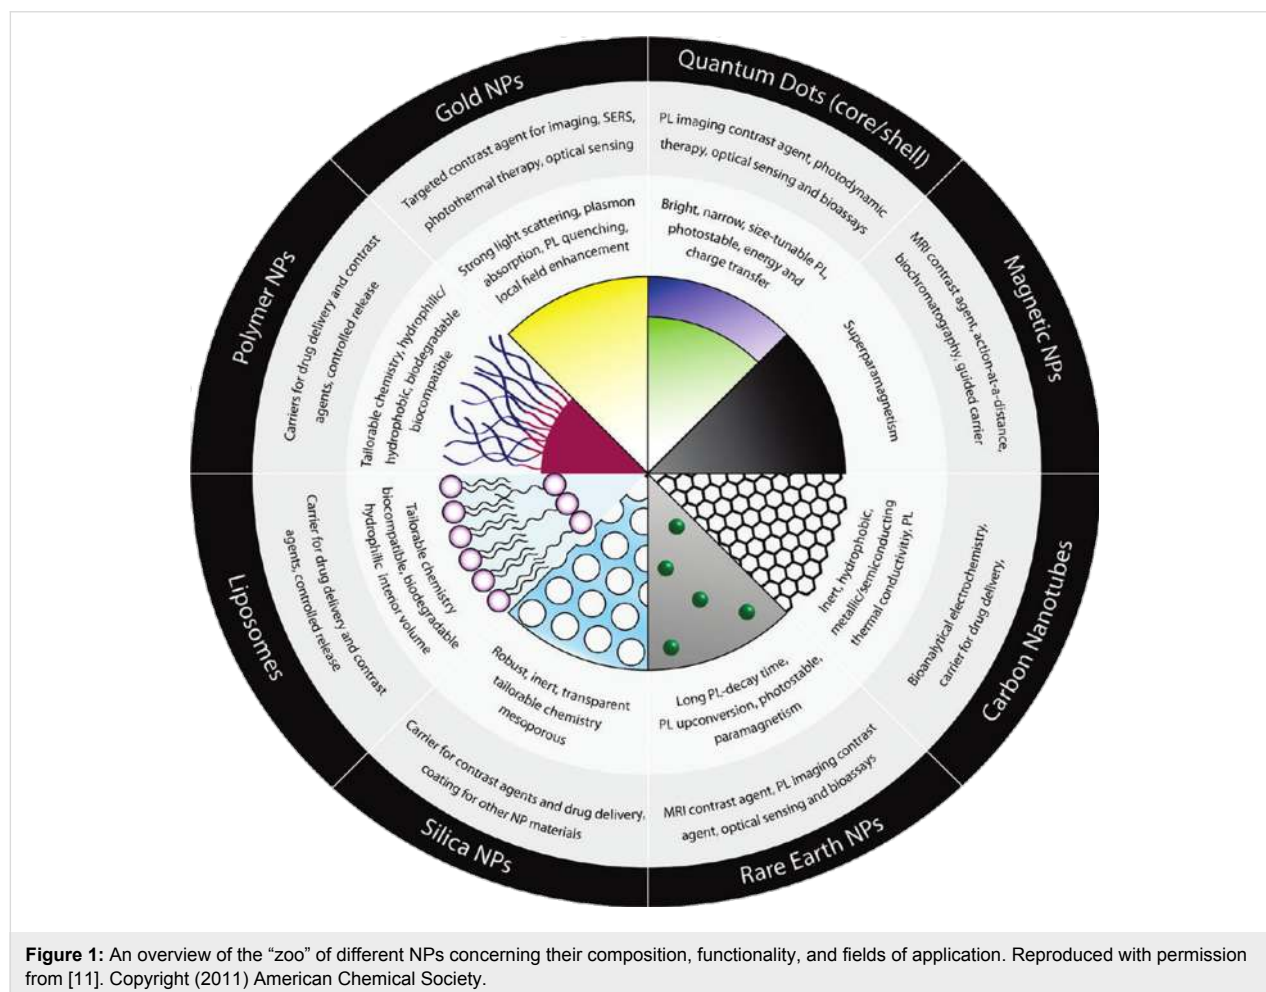 Gold NPs
Targeted contrast agent for imaging, SERS,
photothermal therapy, optical sensing
Strong light scattering, plasmon
absorption, PL quenching,
local field enhancement
Quantum Dots (core/shell)
PL imaging contrast agent, photodynamic
therapy, optical sensing and bioassays
Bright, narrow, size-tunable PL,
photostable, energy and
charge transfer
Magnetic NPs
MRI contrast agent, action-at-a-distance,
biochromatography, guided carrier
Superparamagnetism
Carbon Nanotubes
Bioanalytical electrochemistry,
carrier for drug delivery,
Inert, hydrophobic,
metallic/semiconducting
thermal conductivitiy, PL
Rare Earth NPs
MRI contrast agent, PL imaging contrast
agent, optical sensing and bioassays
Long PL-decay time,
PL upconversion, photostable,
paramagnetism
Silica NPs
Carrier for contrast agents and drug delivery,
coating for other NP materials
Robust, inert, transparent
tailorable chemistry
mesoporous
Liposomes
Carrier for drug delivery and contrast
agents, controlled release
Tailorable chemistry
biocompatible, biodegradable
hydrophilic interior volume
Polymer NPs
Carriers for drug delivery and contrast
agents, controlled release
Tailorable chemistry, hydrophilic/
hydrophobic, biodegradable
biocompatible
Figure 1: An overview of the “zoo” of different NPs concerning their composition, functionality, and fields of application. Reproduced with permission
from [11]. Copyright (2011) American Chemical Society.